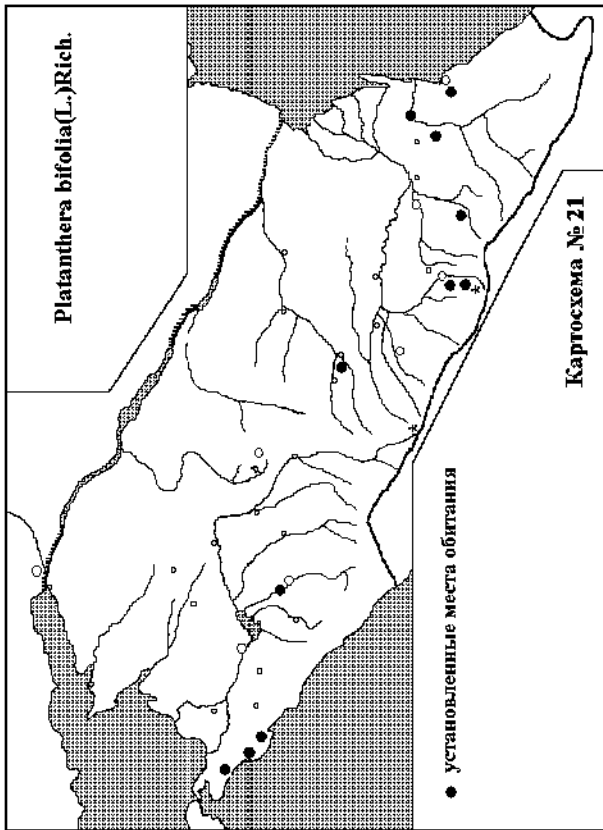 Platanthera bifolia(L.)Rich.
● установленные места обитания
Картосхема № 21